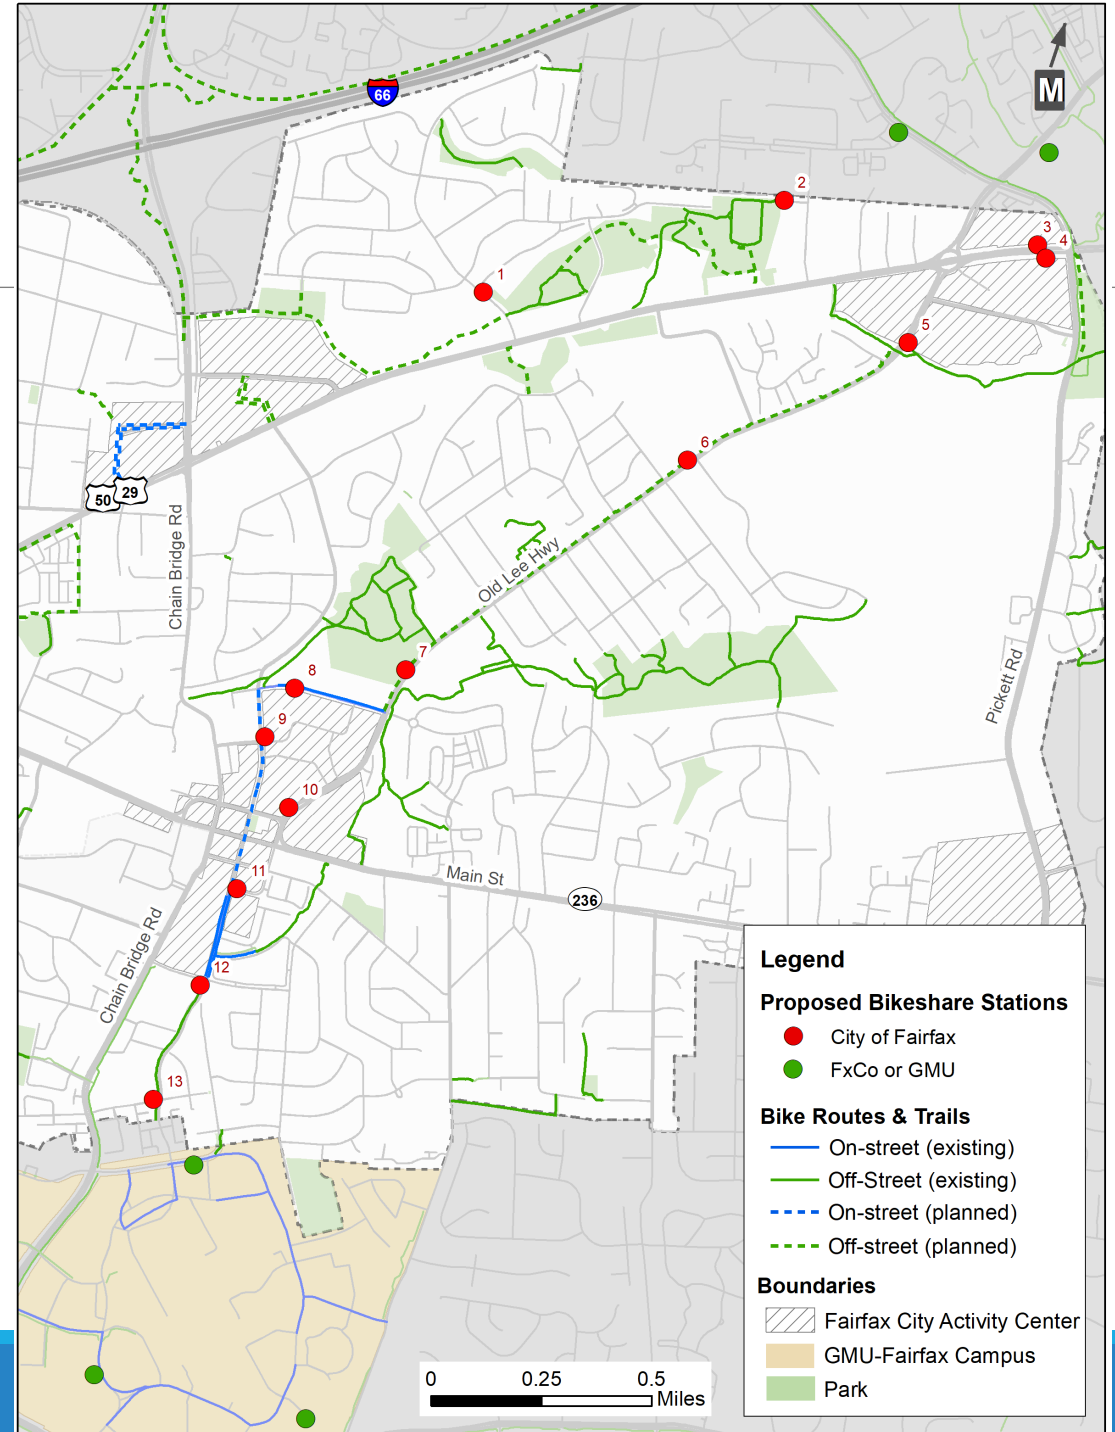 66
M
2
3
4
1
5
6
50
29
Chain Bridge Rd
Old Lee Hwy
7
8
Pickett Rd
9
10
11
Main St
236
Chain Bridge Rd
12
13
Legend
Proposed Bikeshare Stations
City of Fairfax
FxCo or GMU
Bike Routes & Trails
On-street (existing)
Off-Street (existing)
On-street (planned)
Off-street (planned)
Boundaries
Fairfax City Activity Center
GMU-Fairfax Campus
Park
0 0.25 0.5
Miles